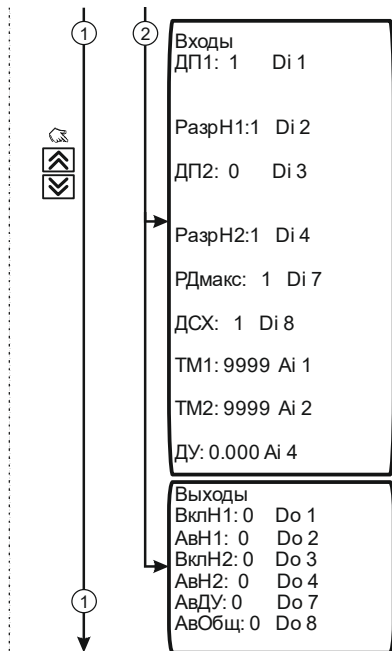 1
2
Входы
ДП1: 1 Di 1
РазрН1:1 Di 2
ДП2: 0 Di 3
РазрН2:1 Di 4
РДмакс: 1 Di 7
ДСХ: 1 Di 8
ТМ1: 9999 Ai 1
ТМ2: 9999 Ai 2
ДУ: 0.000 Ai 4
Выходы
ВклН1: 0 Do 1
АвН1: 0 Do 2
ВклН2: 0 Do 3
АвН2: 0 Do 4
АвДУ: 0 Do 7
АвОбщ: 0 Do 8
1